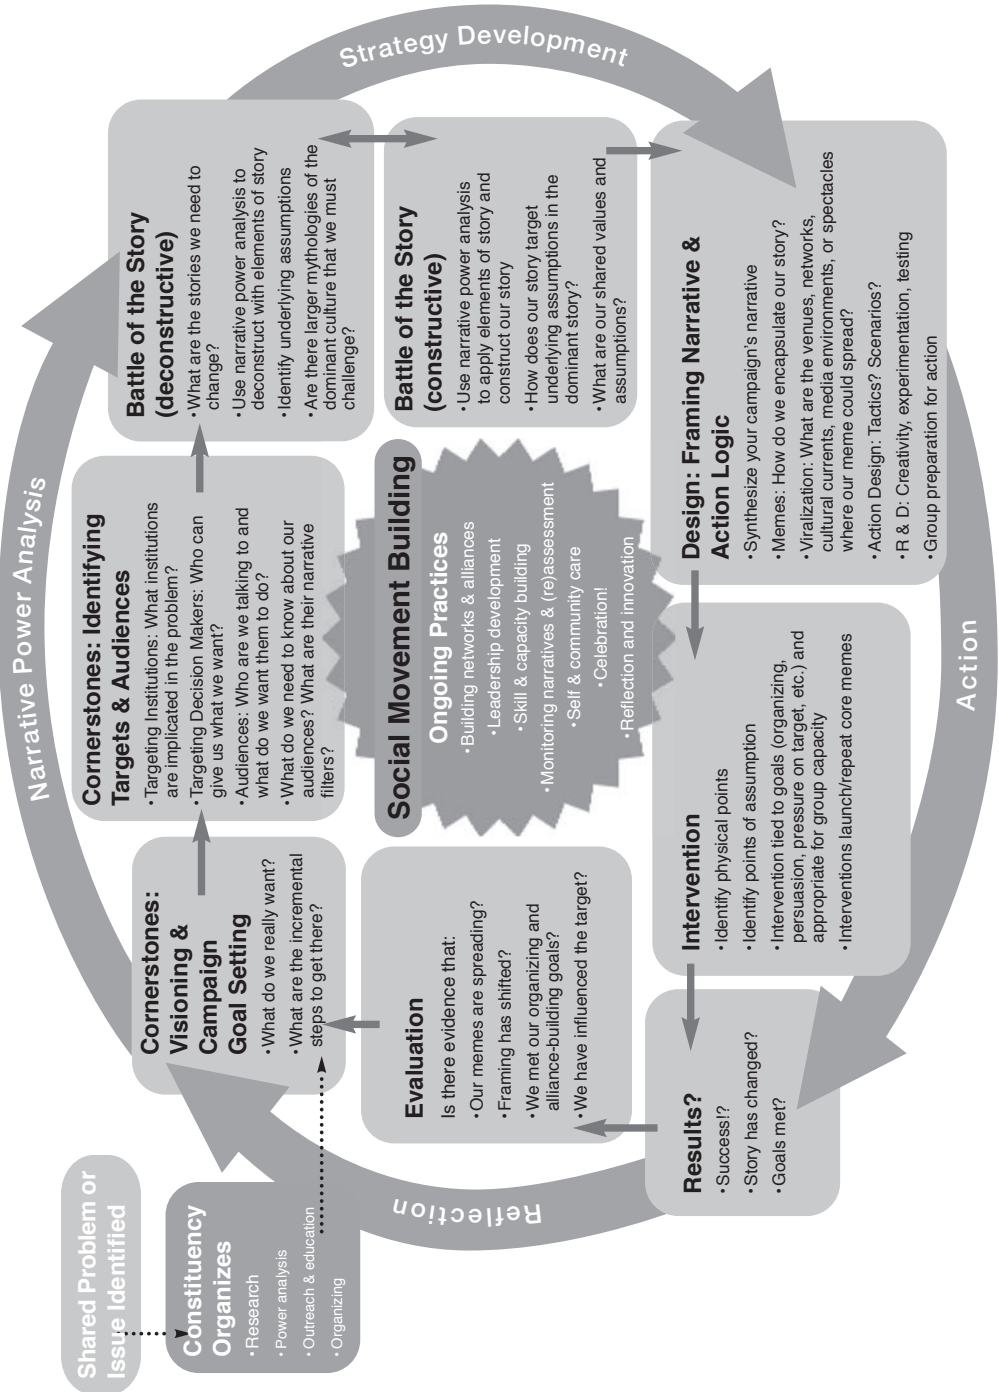 Shared Problem or
Issue Identified
Constituency
Organizes
•Research
•Power analysis
•Outreach & education
•Organizing
Narrative Power Analysis
Strategy Development
Action
Reflection
Cornerstones:
Visioning &
Campaign
Goal Setting
•What do we really want?
•What are the incremental
steps to get there?
Cornerstones: Identifying
Targets & Audiences
•Targeting Institutions: What institutions
are implicated in the problem?
•Targeting Decision Makers: Who can
give us what we want?
•Audiences: Who are we taking to and
what do we want them to do?
•What do we need to know about our
audiences? What are their narrative
filters?
Battle of the Story
(deconstructive)
•What are the stories we need to
change?
•Use narrative power analysis to
deconstruct with elements of story
•Identify underlying assumptions
•Are there larger mythologies of the
dominant culture that we must
challenge?
Battle of the Story
(constructive)
•Use narrative power analysis
to apply elements of story and
construct our story
•How does our story target
underlying assumptions in the
dominant story?
•What are our shared values and
assumptions?
Design: Framing Narrative &
Action Logic
•Synthesize your campaign's narrative
•Memes: How do we encapsulate our story?
•Viralization: What are the venues, networks,
cultural currents, media environments, or spectacles
where our meme could spread?
•Action Design: Tactics? Scenarios?
•R & D: Creativity, experimentation, testing
•Group preparation for action
Intervention
•Identify physical points
•Identify points of assumption
•Intervention tied to goals (organizing,
persuasion, pressure on target, etc.) and
appropriate for group capacity
•Interventions launch/repeat core memes
Results?
•Success!?
•Story has changed?
•Goals met?
Evaluation
Is there evidence that:
•Our memes are spreading?
•Framing has shifted?
•We met our organizing and
alliance-building goals?
•We have influenced the target?
Social Movement Building
Ongoing Practices
•Building networks & alliances
•Leadership development
•Skill & capacity building
•Monitoring narratives & (re)assessment
•Self & community care
•Celebration!
•Reflection and innovation